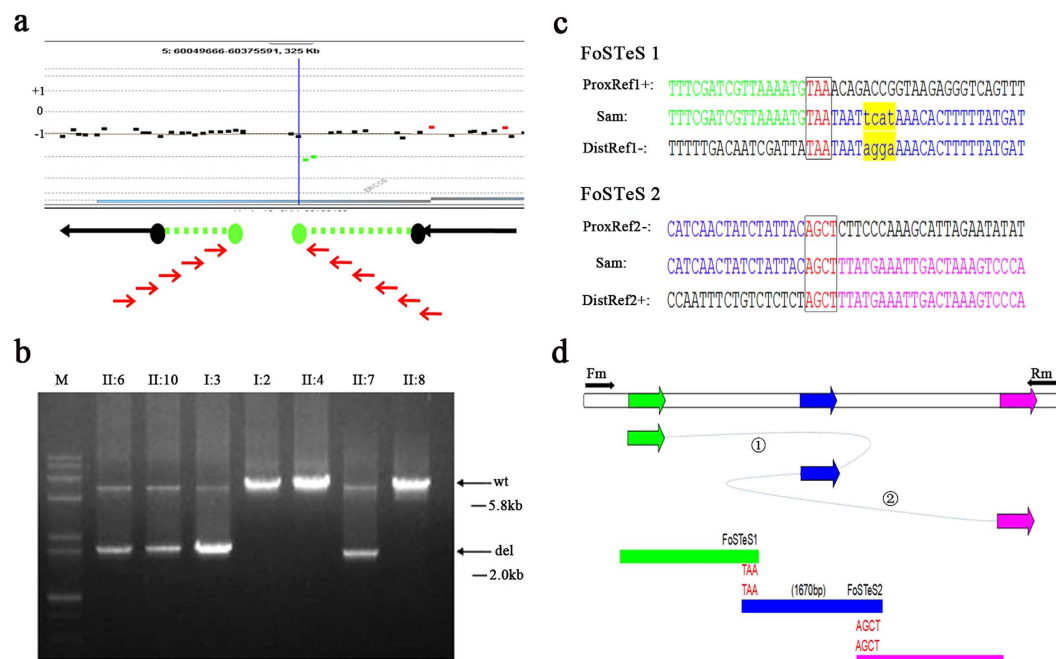 a
5: 60049666-60375591, 325 Kb
+1
0
-1
b
M II:6 II:10 I:3 I:2 II:4 II:7 II:8
wt
5.8kb
del
2.0kb
c
FoSTeS 1
ProxRef1+: TTTCGATCGTTAAAATGTAAACAGACCGGTAAGAGGGTCAGTTT
Sam: TTTCGATCGTTAAAATGTAATAATtcatAAACACTTTTTATGAT
DistRef1-: TTTTTGACAATCGATTATAATAATaggaAAACACTTTTTATGAT
FoSTeS 2
ProxRef2-: CATCAACTATCTATTACAGCTCTTCCCAAAGCATTAGAATATAT
Sam: CATCAACTATCTATTACAGCTTTATGAAATTGACTAAAGTCCCA
DistRef2+: CCAATTTCTGTCTCTCTAGCTTTATGAAATTGACTAAAGTCCCA
d
Fm Rm
①
②
FoSTeS1
TAA
TAA
(1670bp) FoSTeS2
AGCT
AGCT